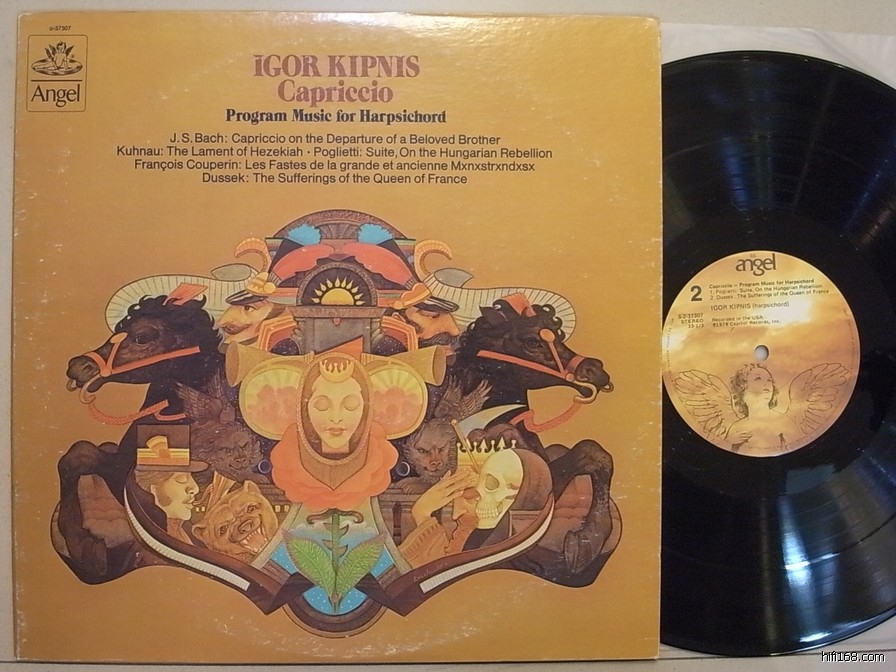 S-37307
Angel
IGOR KIPNIS
Capriccio
Program Music for Harpsichord
J.S.Bach: Capriccio on the Departure of a Beloved Brother
Kuhnau: The Lament of Hezekiah · Poglietti: Suite, On the Hungarian Rebellion
François Couperin: Les Fastes de la grande et ancienne Mxnxstrxndxsx
Dussek: The Sufferings of the Queen of France
angel
2
Capriccio — Program Music for Harpsichord
1. Poglietti: Suite, On the Hungarian Rebellion
2. Dussek: The Sufferings of the Queen of France
IGOR KIPNIS (harpsichord)
S-2-37307
STEREO
33 1/3
Recorded in the USA
Capitol Records, Inc.
hifi168.com